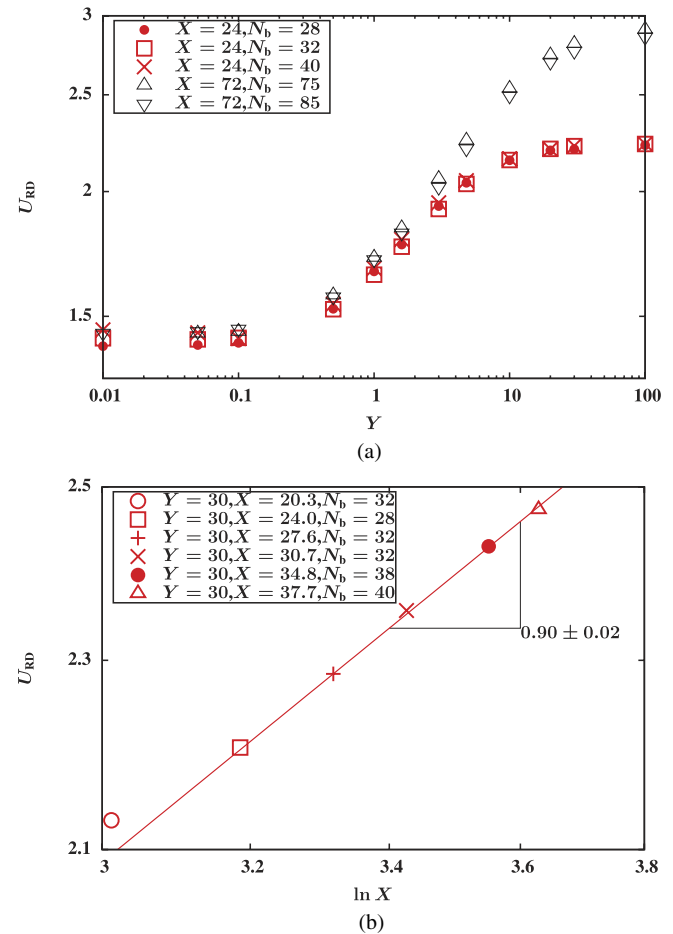 3
X = 24,N_b = 28
X = 24,N_b = 32
X = 24,N_b = 40
X = 72,N_b = 75
X = 72,N_b = 85
2.5
2
1.5
U_RD
0.01 0.1 1 10 100
Y
(a)
2.5
Y = 30,X = 20.3,N_b = 32
Y = 30,X = 24.0,N_b = 28
Y = 30,X = 27.6,N_b = 32
Y = 30,X = 30.7,N_b = 32
Y = 30,X = 34.8,N_b = 38
Y = 30,X = 37.7,N_b = 40
0.90 ± 0.02
2.3
U_RD
2.1
3 3.2 3.4 3.6 3.8
ln X
(b)